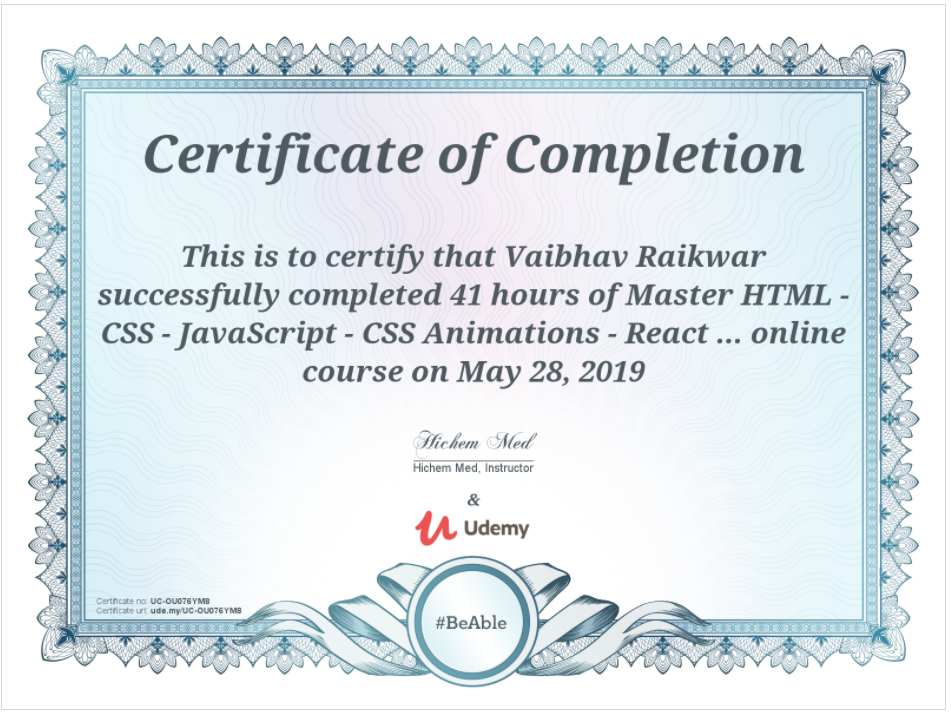 Certificate of Completion
This is to certify that Vaibhav Raikwar
successfully completed 41 hours of Master HTML -
CSS - JavaScript - CSS Animations - React ... online
course on May 28, 2019
Hichem Med
Hichem Med, Instructor
&
Udemy
Certificate no: UC-OU076YM8
Certificate url: ude.my/UC-OU076YM8
#BeAble